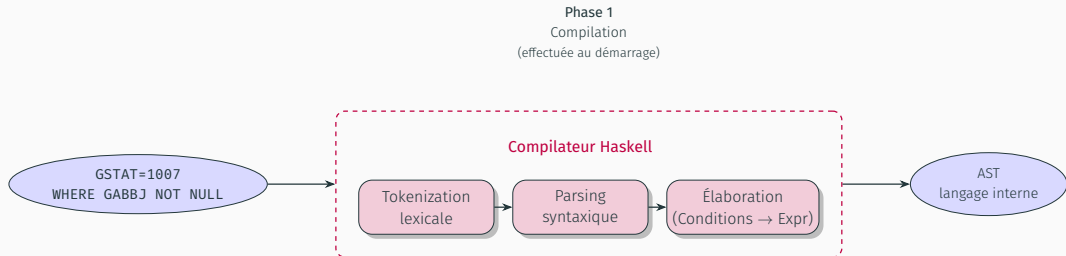 Phase 1
Compilation
(effectuée au démarrage)
Compilateur Haskell
GSTAT=1007
WHERE GABBJ NOT NULL
Tokenization
lexicale
Parsing
syntaxique
Élaboration
(Conditions → Expr)
AST
langage interne